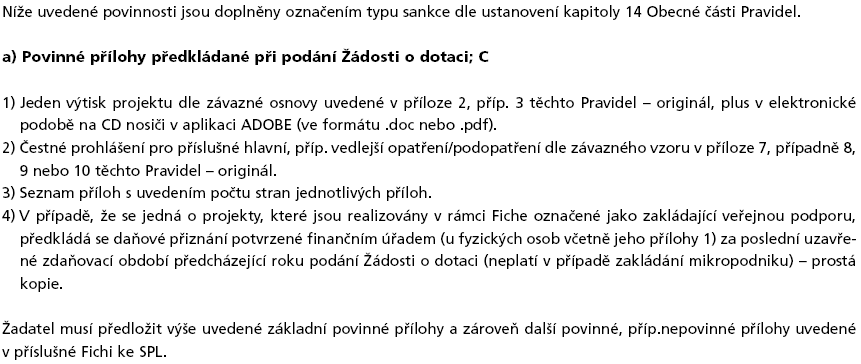 Níže uvedené povinnosti jsou doplněny označením typu sankce dle ustanovení kapitoly 14 Obecné části Pravidel.
a) Povinné přílohy předkládané při podání Žádosti o dotaci; C
1) Jeden výtisk projektu dle závazné osnovy uvedené v příloze 2, příp. 3 těchto Pravidel – originál, plus v elektronické
podobě na CD nosiči v aplikaci ADOBE (ve formátu .doc nebo .pdf).
2) Čestné prohlášení pro příslušné hlavní, příp. vedlejší opatření/podopatření dle závazného vzoru v příloze 7, případně 8,
9 nebo 10 těchto Pravidel – originál.
3) Seznam příloh s uvedením počtu stran jednotlivých příloh.
4) V případě, že se jedná o projekty, které jsou realizovány v rámci Fiche označené jako zakládající veřejnou podporu,
předkládá se daňové přiznání potvrzené finančním úřadem (u fyzických osob včetně jeho přílohy 1) za poslední uzavře-
né zdaňovací období předcházející roku podání Žádosti o dotaci (neplatí v případě zakládání mikropodniku) – prostá
kopie.
Žadatel musí předložit výše uvedené základní povinné přílohy a zároveň další povinné, příp.nepovinné přílohy uvedené
v příslušné Fichi ke SPL.